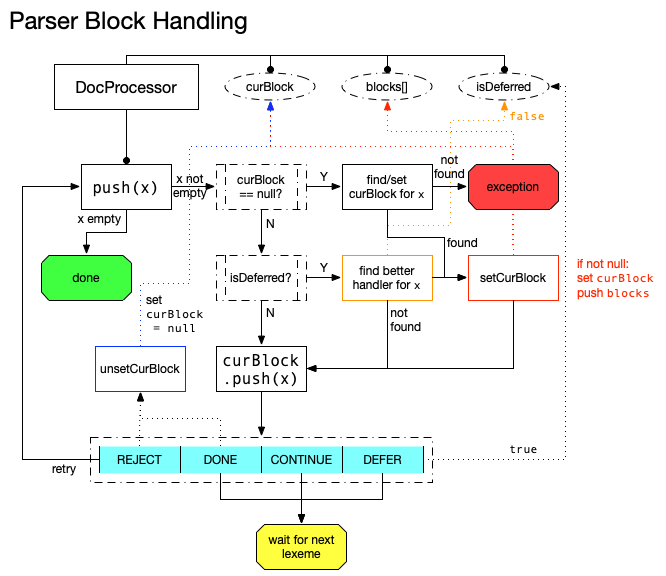 Parser Block Handling
DocProcessor
curBlock
blocks[]
isDeferred
false
push(x)
x not
empty
curBlock
== null?
Y
find/set
curBlock for x
not
found
exception
x empty
N
found
done
isDeferred?
Y
find better
handler for x
setCurBlock
if not null:
set curBlock
push blocks
set
curBlock
= null
N
not
found
unsetCurBlock
curBlock
.push(x)
true
REJECT
DONE
CONTINUE
DEFER
retry
wait for next
lexeme